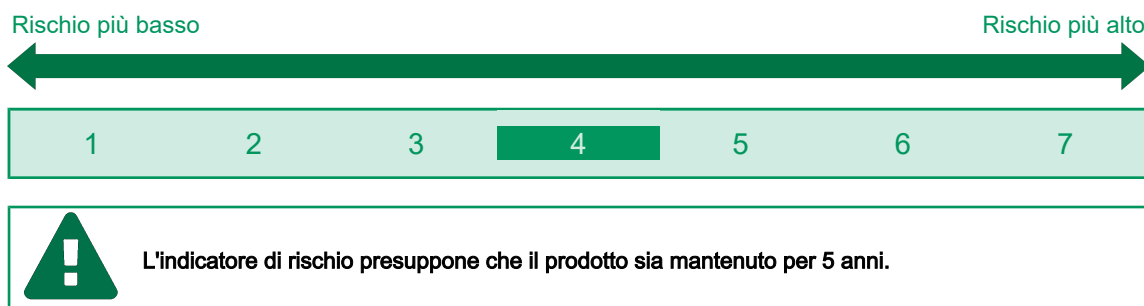 Rischio più basso Rischio più alto
1 2 3 4 5 6 7
L'indicatore di rischio presuppone che il prodotto sia mantenuto per 5 anni.